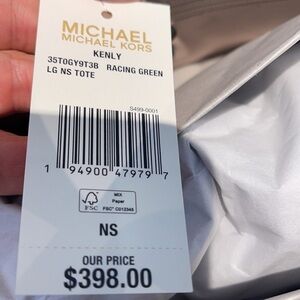 MICHAEL
MICHAEL KORS
KENLY
35T0GY9T3B RACING GREEN
LG NS TOTE
S499-0001
1 94900 47979 7
FSC
MIX
Paper
FSC® C012345
NS
OUR PRICE
$398.00